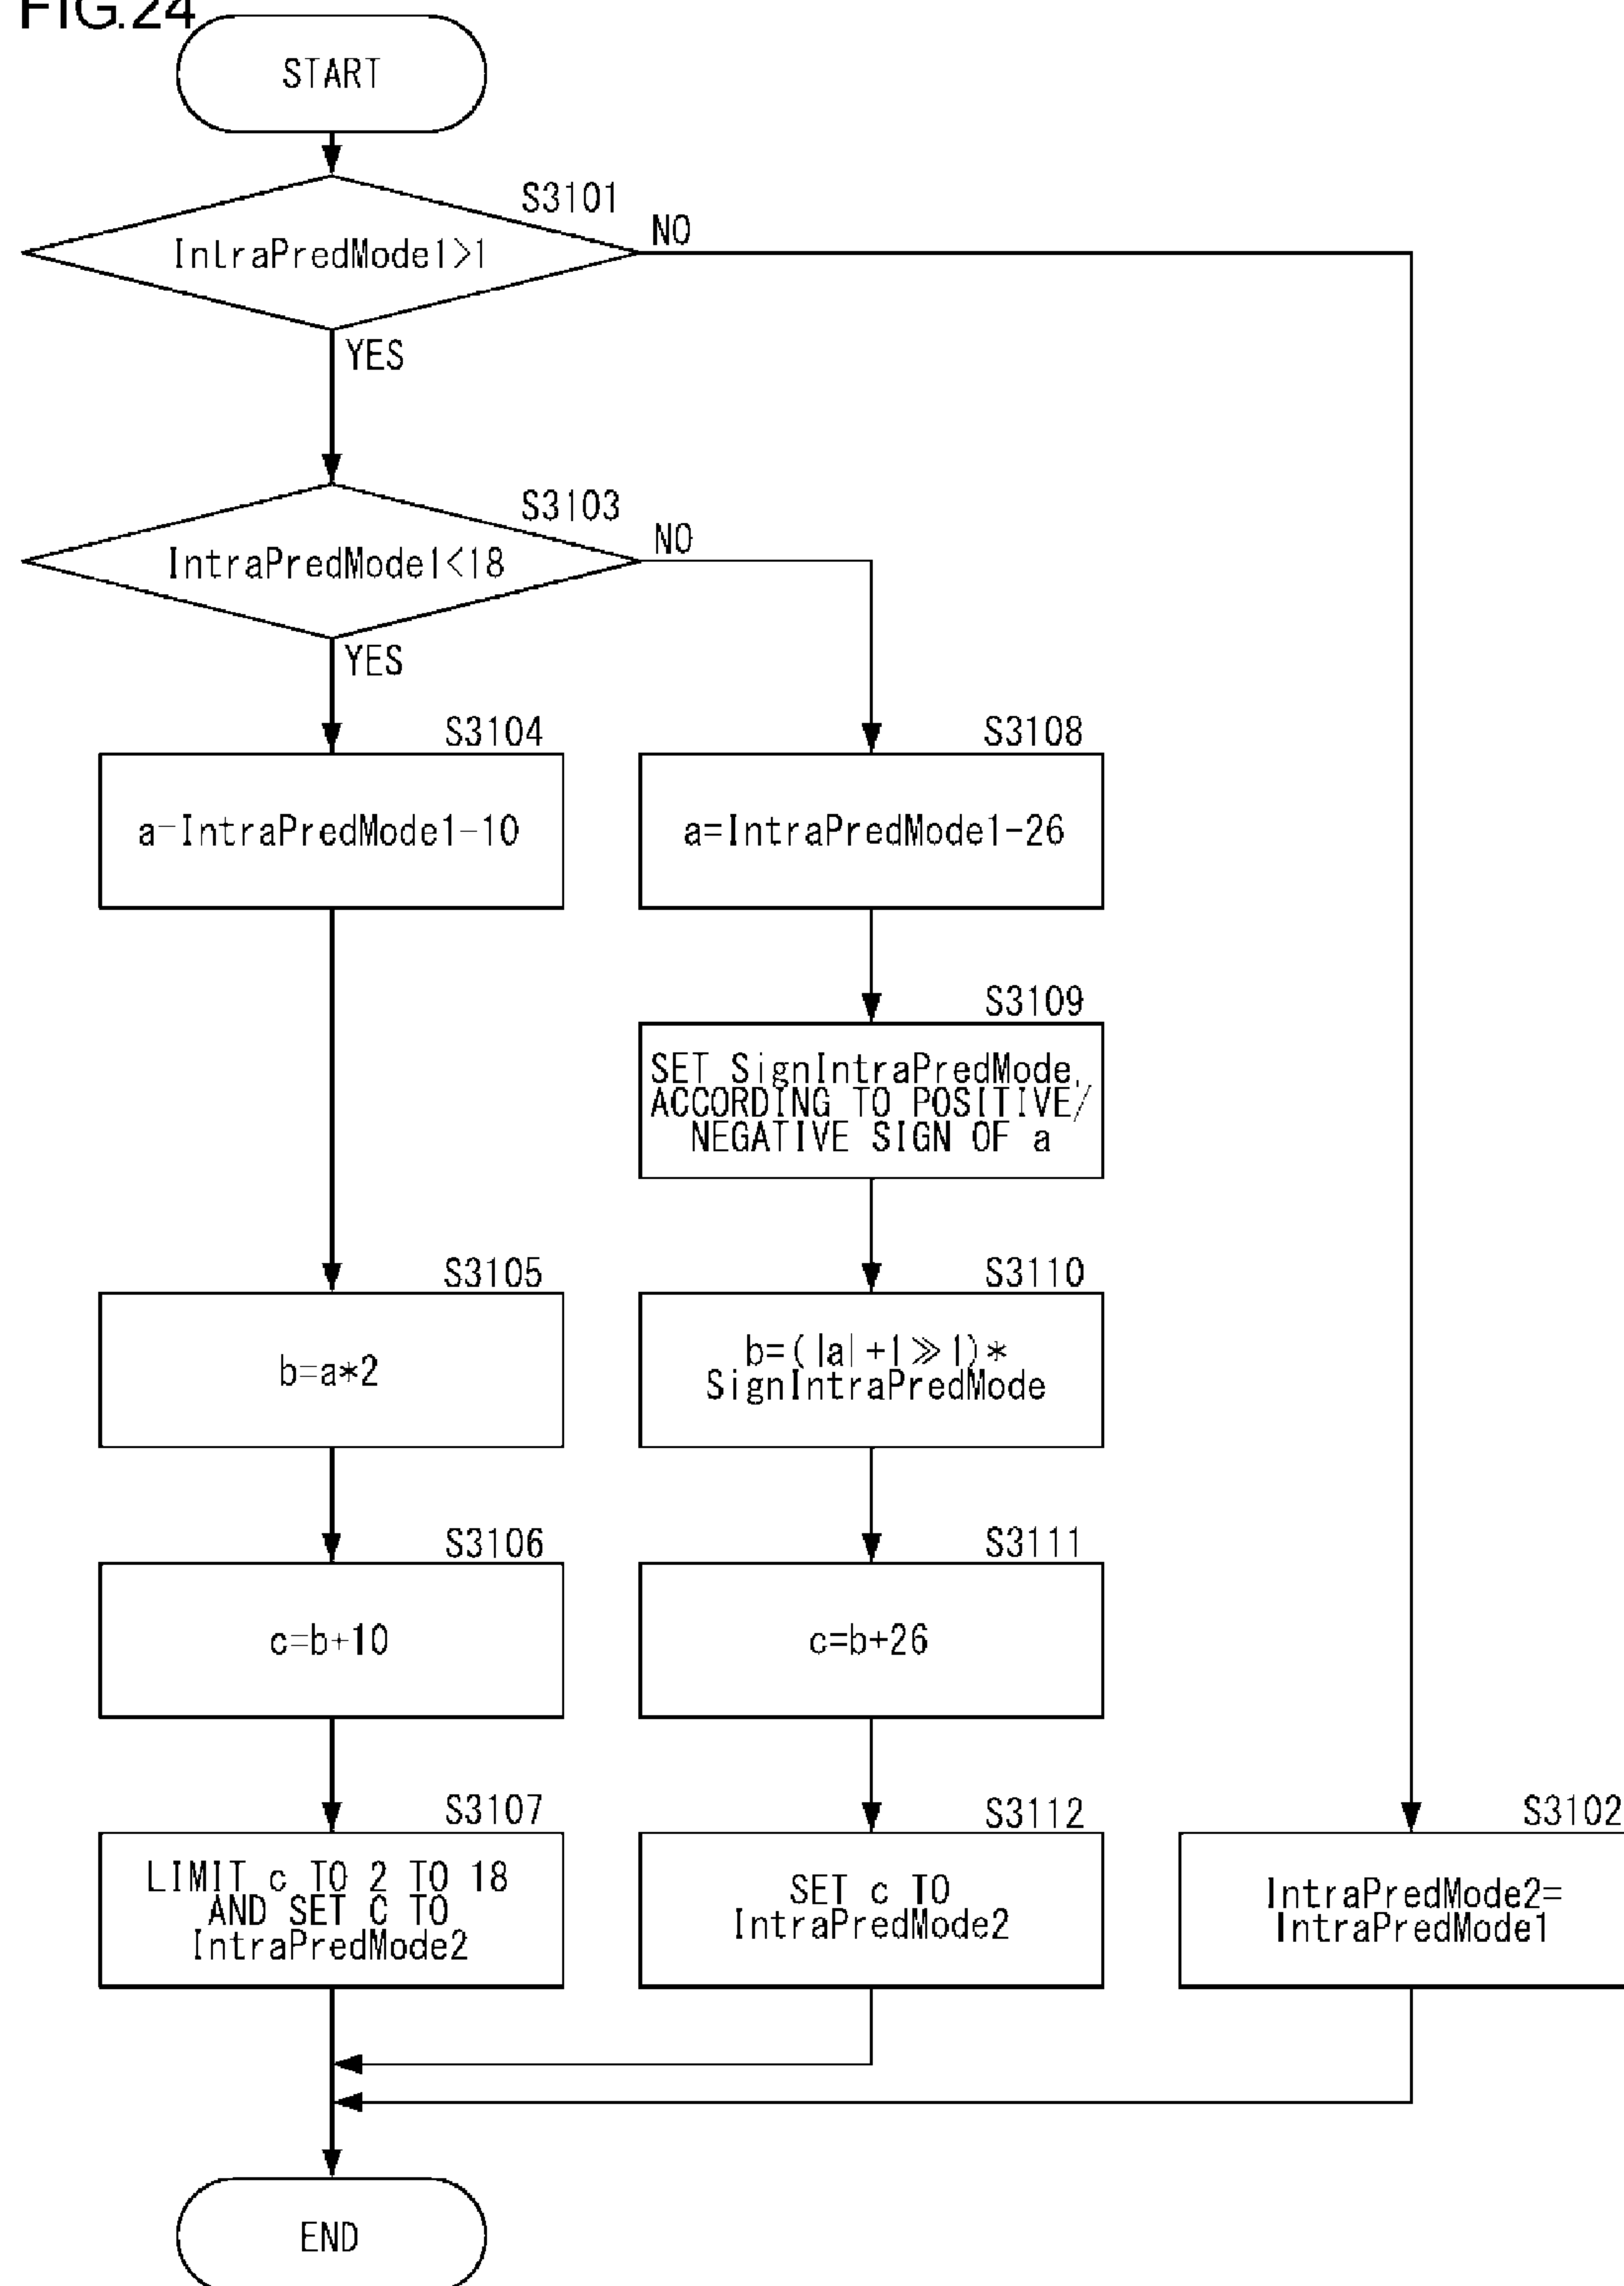 FIG.24
START
S3101
IntraPredMode1>1
NO
YES
S3103
IntraPredMode1<18
NO
YES
S3104
a-IntraPredMode1-10
S3108
a=IntraPredMode1-26
S3109
SET SignIntraPredMode
ACCORDING TO POSITIVE/
NEGATIVE SIGN OF a
S3105
b=a*2
S3110
b=(|a|+1≫1)*
SignIntraPredMode
S3106
c=b+10
S3111
c=b+26
S3107
LIMIT c TO 2 TO 18
AND SET C TO
IntraPredMode2
S3112
SET c TO
IntraPredMode2
S3102
IntraPredMode2=
IntraPredMode1
END